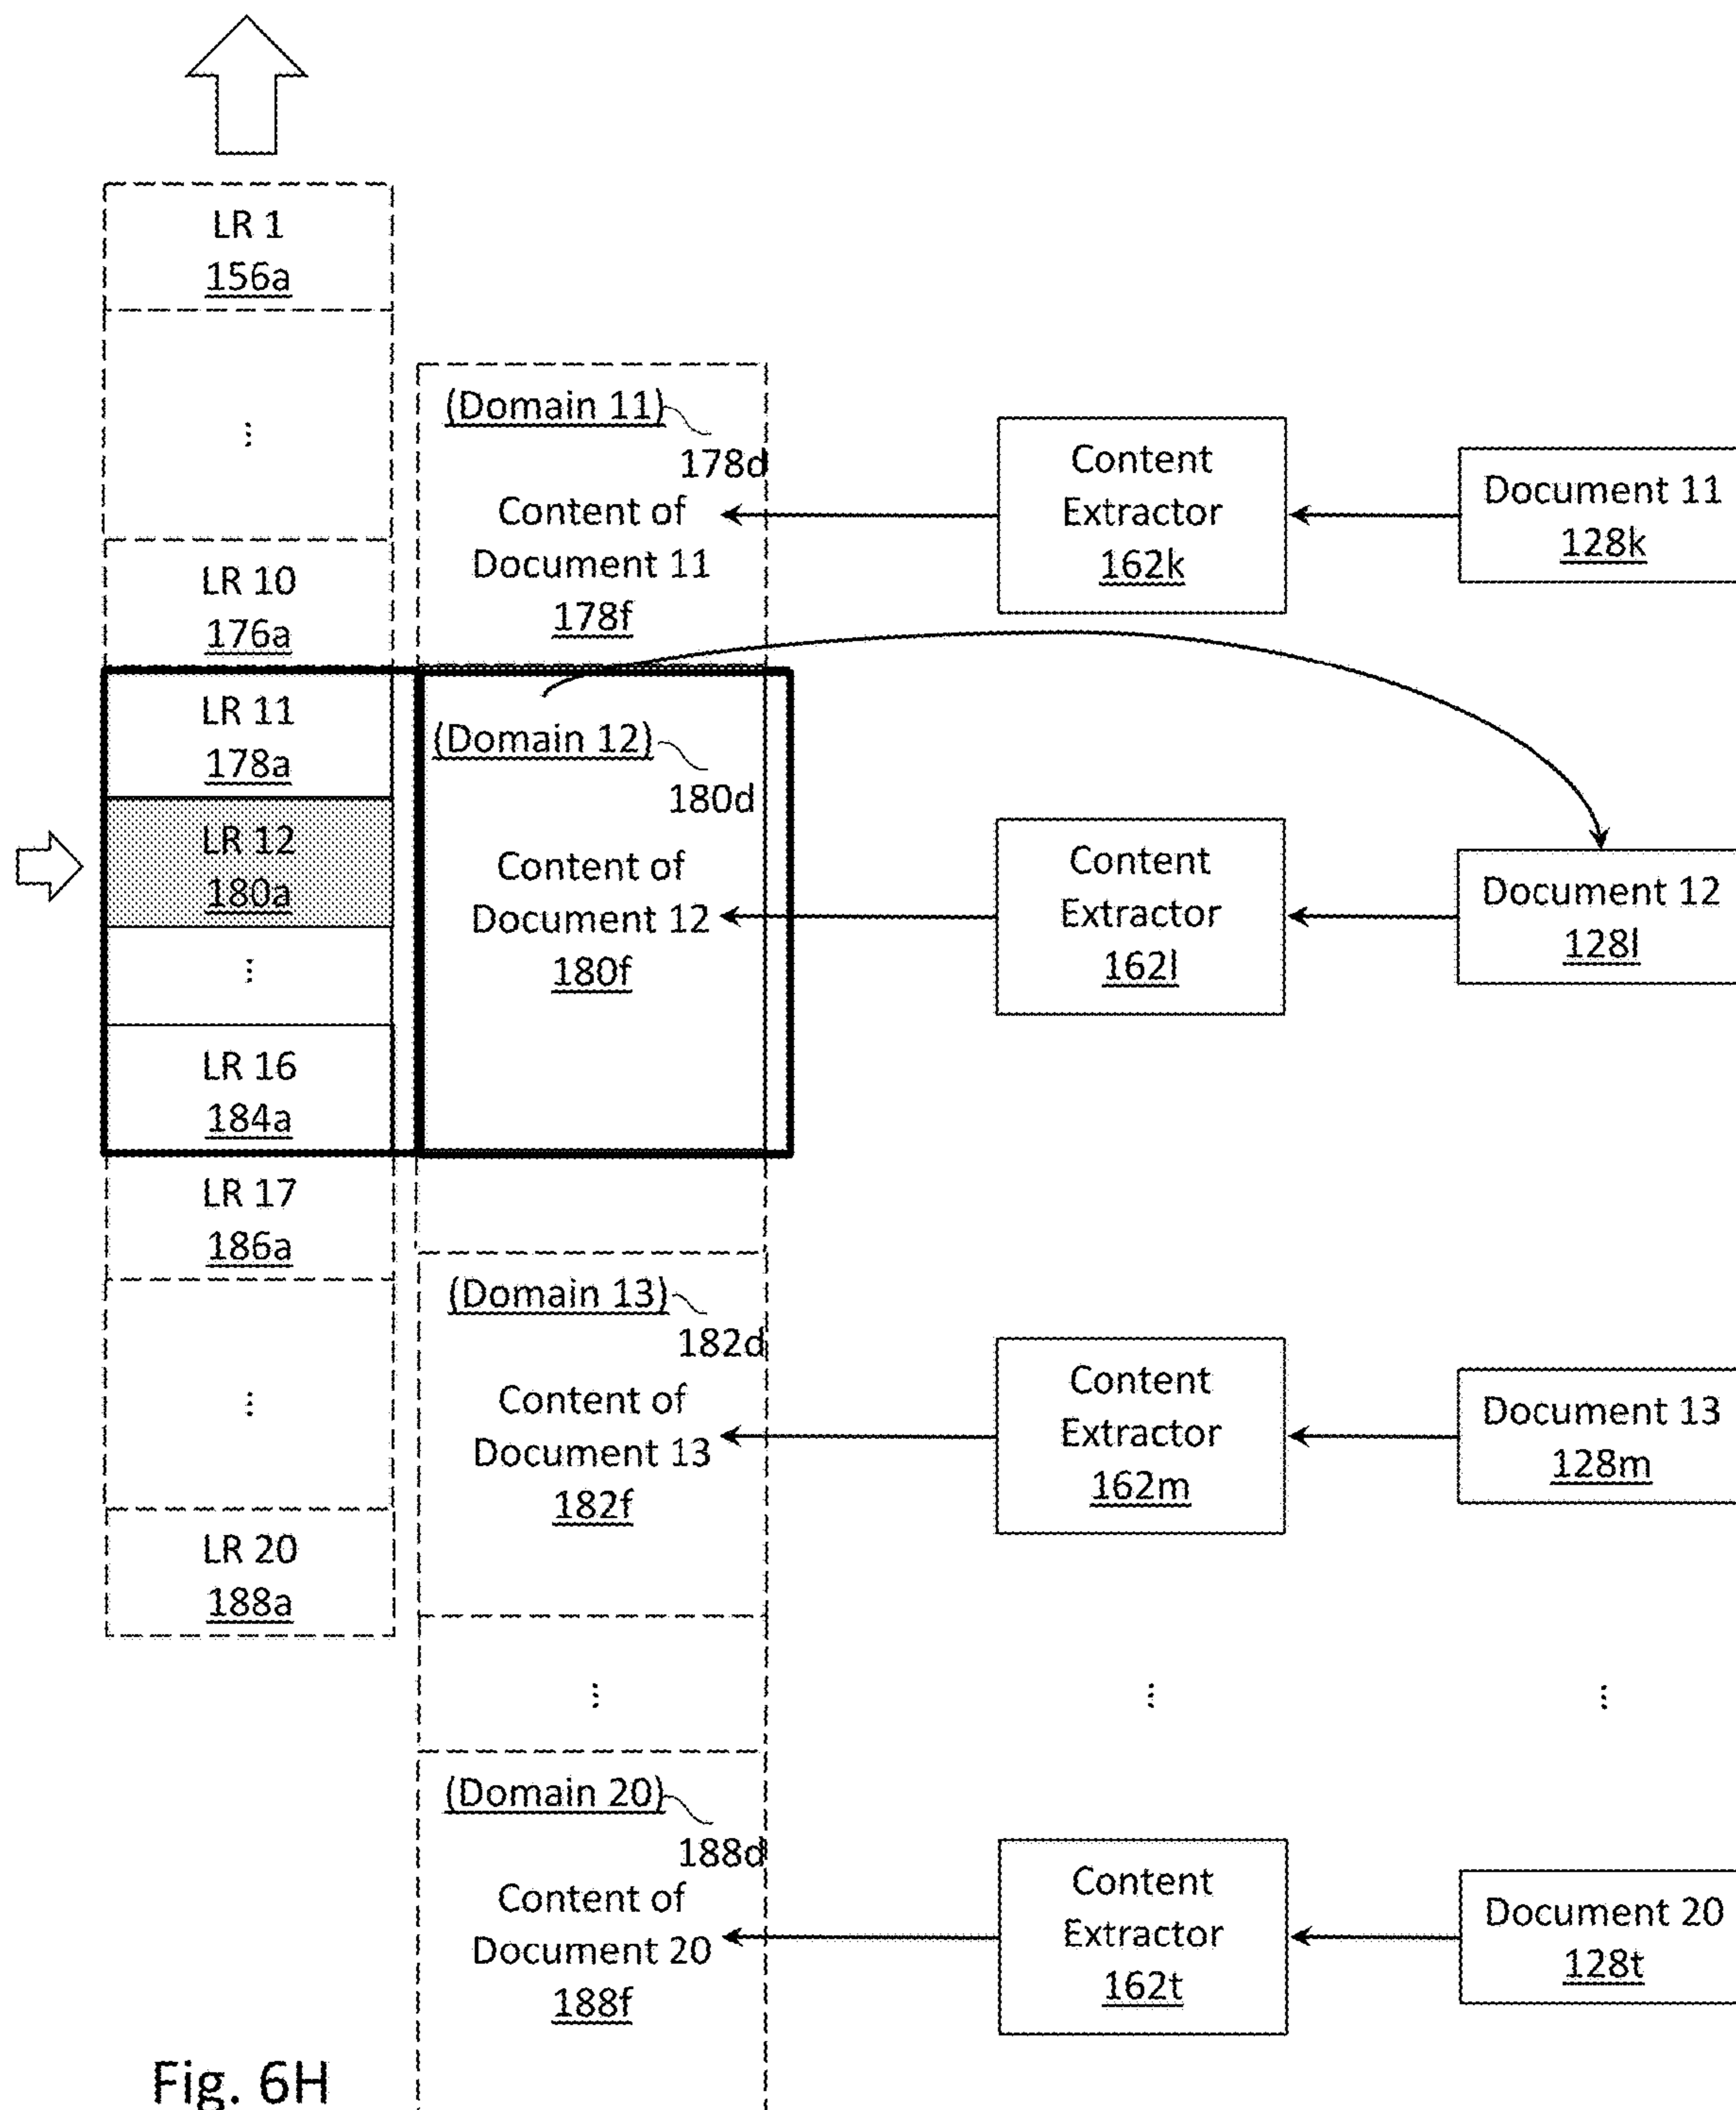 LR 1
156a
⋮
LR 10
176a
LR 11
178a
LR 12
180a
⋮
LR 16
184a
LR 17
186a
⋮
LR 20
188a
(Domain 11)
178d
Content of
Document 11
178f
(Domain 12)
180d
Content of
Document 12
180f
(Domain 13)
182d
Content of
Document 13
182f
⋮
(Domain 20)
188d
Content of
Document 20
188f
Content
Extractor
162k
Content
Extractor
162l
Content
Extractor
162m
⋮
Content
Extractor
162t
Document 11
128k
Document 12
128l
Document 13
128m
⋮
Document 20
128t
Fig. 6H